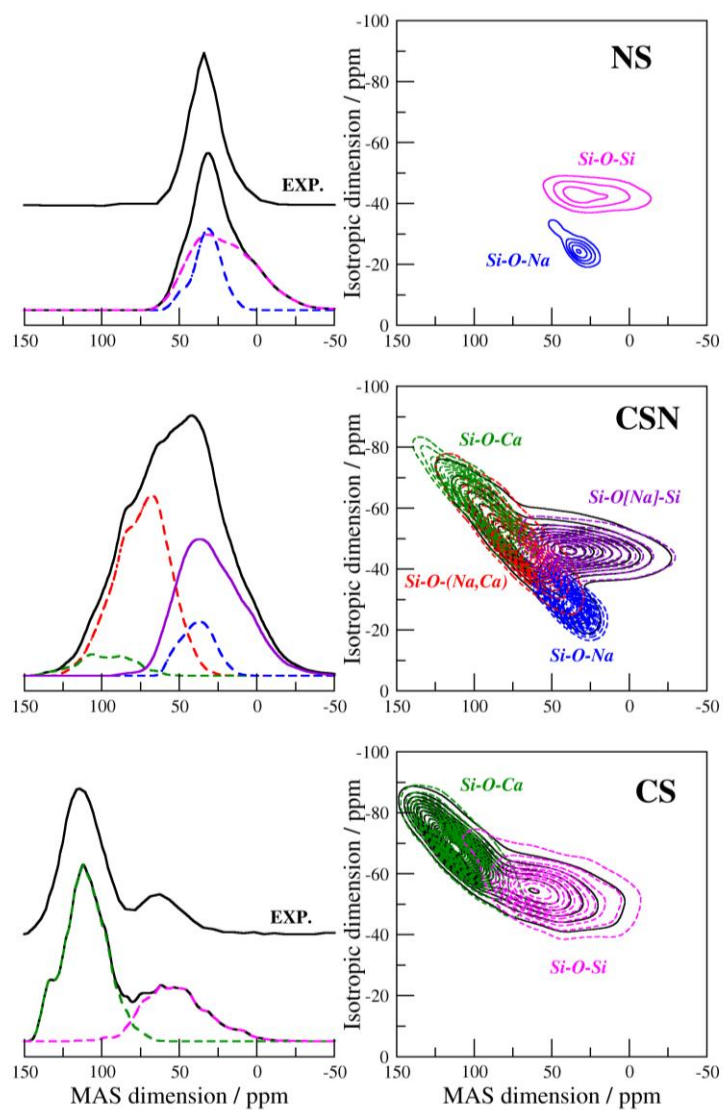 EXP.
150 100 50 0 -50
Isotropic dimension / ppm
-100
-80
-60
-40
-20
0
NS
Si-O-Si
Si-O-Na
150 100 50 0 -50
150 100 50 0 -50
Isotropic dimension / ppm
-100
-80
-60
-40
-20
0
CSN
Si-O-Ca
Si-O[Na]-Si
Si-O-(Na,Ca)
Si-O-Na
150 100 50 0 -50
EXP.
150 100 50 0 -50
MAS dimension / ppm
Isotropic dimension / ppm
-100
-80
-60
-40
-20
0
CS
Si-O-Ca
Si-O-Si
150 100 50 0 -50
MAS dimension / ppm